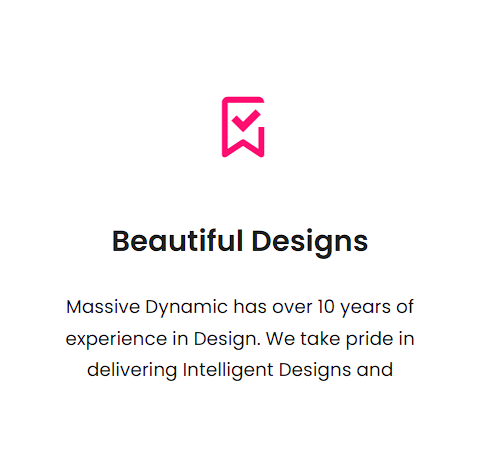 Beautiful Designs
Massive Dynamic has over 10 years of
experience in Design. We take pride in
delivering Intelligent Designs and